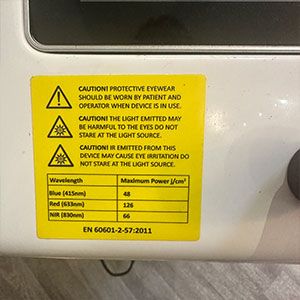 CAUTION! PROTECTIVE EYEWEAR
SHOULD BE WORN BY PATIENT AND
OPERATOR WHEN DEVICE IS IN USE.
CAUTION! THE LIGHT EMITTED MAY
BE HARMFUL TO THE EYES DO NOT
STARE AT THE LIGHT SOURCE.
CAUTION! IR EMITTED FROM THIS
DEVICE MAY CAUSE EYE IRRITATION DO
NOT STARE AT THE LIGHT SOURCE.
Wavelength Maximum Power J/cm²
Blue (415nm) 48
Red (633nm) 126
NIR (830nm) 66
EN 60601-2-57:2011